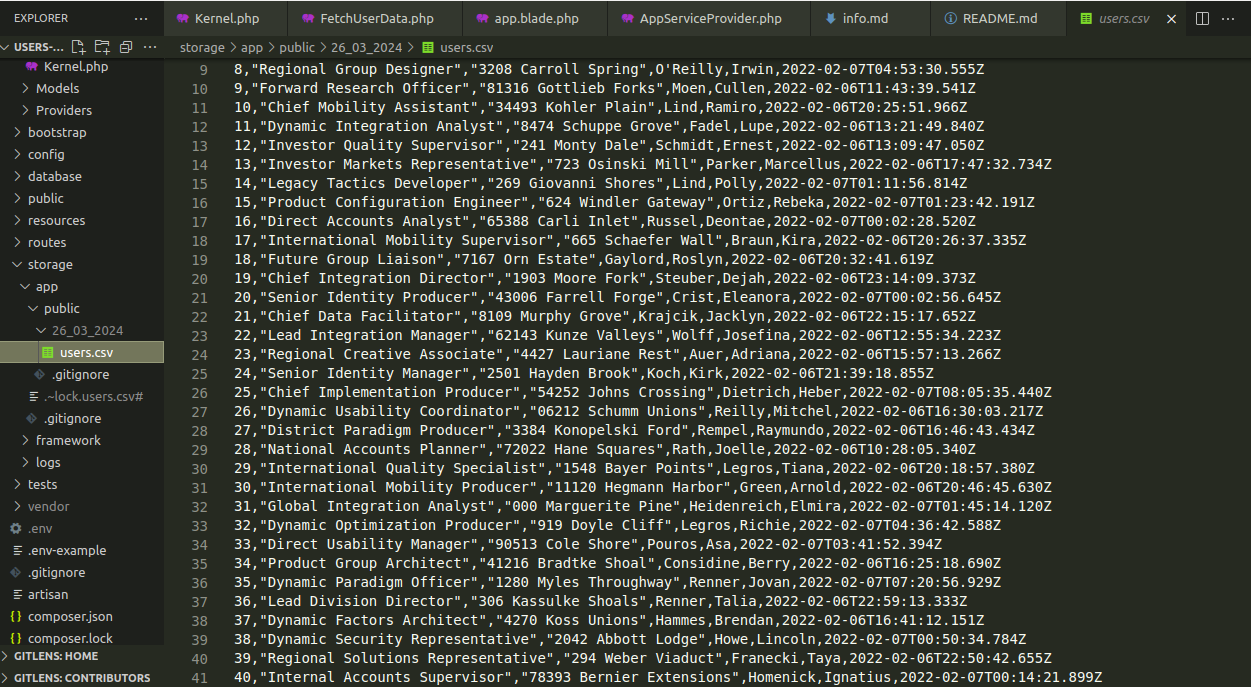 EXPLORER
Kernel.php
FetchUserData.php
app.blade.php
AppServiceProvider.php
info.md
README.md
users.csv
USERS-...
storage > app > public > 26_03_2024 > users.csv
Kernel.php
Models
Providers
bootstrap
config
database
public
resources
routes
storage
app
public
26_03_2024
users.csv
.gitignore
.~lock.users.csv#
.gitignore
framework
logs
tests
vendor
.env
.env-example
.gitignore
artisan
composer.json
composer.lock
GITLENS: HOME
GITLENS: CONTRIBUTORS
9 8,"Regional Group Designer","3208 Carroll Spring",O'Reilly,Irwin,2022-02-07T04:53:30.555Z
10 9,"Forward Research Officer","81316 Gottlieb Forks",Moen,Cullen,2022-02-06T11:43:39.541Z
11 10,"Chief Mobility Assistant","34493 Kohler Plain",Lind,Ramiro,2022-02-06T20:25:51.966Z
12 11,"Dynamic Integration Analyst","8474 Schuppe Grove",Fadel,Lupe,2022-02-06T13:21:49.840Z
13 12,"Investor Quality Supervisor","241 Monty Dale",Schmidt,Ernest,2022-02-06T13:09:47.050Z
14 13,"Investor Markets Representative","723 Osinski Mill",Parker,Marcellus,2022-02-06T17:47:32.734Z
15 14,"Legacy Tactics Developer","269 Giovanni Shores",Lind,Polly,2022-02-07T01:11:56.814Z
16 15,"Product Configuration Engineer","624 Windler Gateway",Ortiz,Rebeka,2022-02-07T01:23:42.191Z
17 16,"Direct Accounts Analyst","65388 Carli Inlet",Russel,Deontae,2022-02-07T00:02:28.520Z
18 17,"International Mobility Supervisor","665 Schaefer Wall",Braun,Kira,2022-02-06T20:26:37.335Z
19 18,"Future Group Liaison","7167 Orn Estate",Gaylord,Roslyn,2022-02-06T20:32:41.619Z
20 19,"Chief Integration Director","1903 Moore Fork",Steuber,Dejah,2022-02-06T23:14:09.373Z
21 20,"Senior Identity Producer","43006 Farrell Forge",Crist,Eleanora,2022-02-07T00:02:56.645Z
22 21,"Chief Data Facilitator","8109 Murphy Grove",Krajcik,Jacklyn,2022-02-06T22:15:17.652Z
23 22,"Lead Integration Manager","62143 Kunze Valleys",Wolff,Josefina,2022-02-06T12:55:34.223Z
24 23,"Regional Creative Associate","4427 Lauriane Rest",Auer,Adriana,2022-02-06T15:57:13.266Z
25 24,"Senior Identity Manager","2501 Hayden Brook",Koch,Kirk,2022-02-06T21:39:18.855Z
26 25,"Chief Implementation Producer","54252 Johns Crossing",Dietrich,Heber,2022-02-07T08:05:35.440Z
27 26,"Dynamic Usability Coordinator","06212 Schumm Unions",Reilly,Mitchel,2022-02-06T16:30:03.217Z
28 27,"District Paradigm Producer","3384 Konopelski Ford",Rempel,Raymundo,2022-02-06T16:46:43.434Z
29 28,"National Accounts Planner","72022 Hane Squares",Rath,Joelle,2022-02-06T10:28:05.340Z
30 29,"International Quality Specialist","1548 Bayer Points",Legros,Tiana,2022-02-06T20:18:57.380Z
31 30,"International Mobility Producer","11120 Hegmann Harbor",Green,Arnold,2022-02-06T20:46:45.630Z
32 31,"Global Integration Analyst","000 Marguerite Pine",Heidenreich,Elmira,2022-02-07T01:45:14.120Z
33 32,"Dynamic Optimization Producer","919 Doyle Cliff",Legros,Richie,2022-02-07T04:36:42.588Z
34 33,"Direct Usability Manager","90513 Cole Shore",Pouros,Asa,2022-02-07T03:41:52.394Z
35 34,"Product Group Architect","41216 Bradtke Shoal",Considine,Berry,2022-02-06T16:25:18.690Z
36 35,"Dynamic Paradigm Officer","1280 Myles Throughway",Renner,Jovan,2022-02-07T07:20:56.929Z
37 36,"Lead Division Director","306 Kassulke Shoals",Renner,Talia,2022-02-06T22:59:13.333Z
38 37,"Dynamic Factors Architect","4270 Koss Unions",Hammes,Brendan,2022-02-06T16:41:12.151Z
39 38,"Dynamic Security Representative","2042 Abbott Lodge",Howe,Lincoln,2022-02-07T00:50:34.784Z
40 39,"Regional Solutions Representative","294 Weber Viaduct",Franecki,Taya,2022-02-06T22:50:42.655Z
41 40,"Internal Accounts Supervisor","78393 Bernier Extensions",Homenick,Ignatius,2022-02-07T00:14:21.899Z